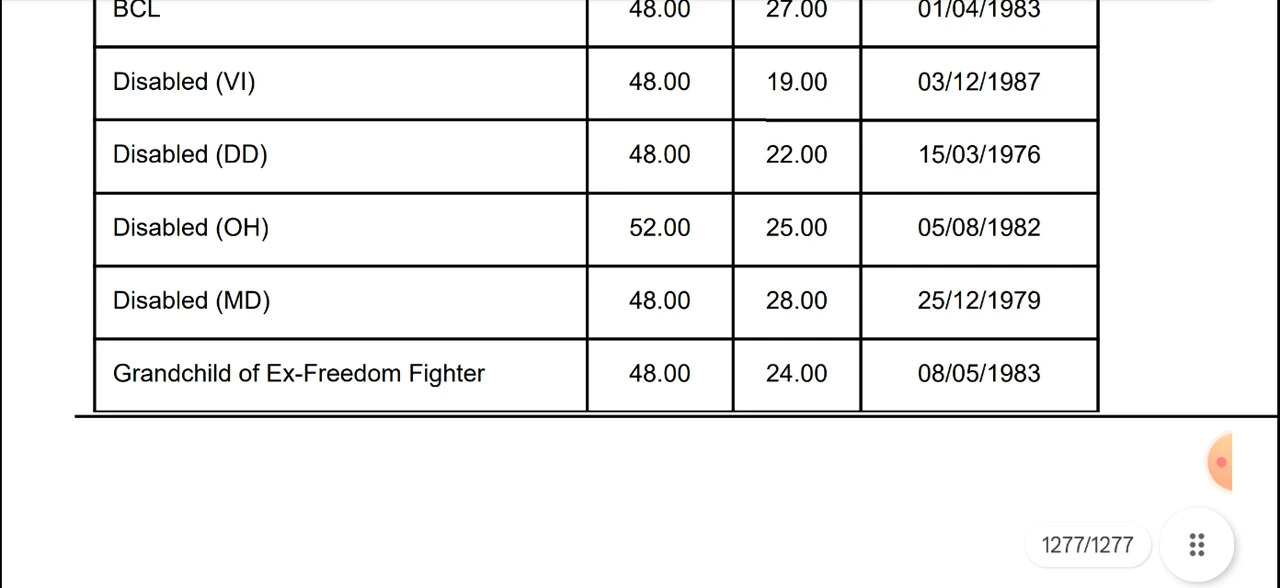 BCL 48.00 27.00 01/04/1983
Disabled (VI) 48.00 19.00 03/12/1987
Disabled (DD) 48.00 22.00 15/03/1976
Disabled (OH) 52.00 25.00 05/08/1982
Disabled (MD) 48.00 28.00 25/12/1979
Grandchild of Ex-Freedom Fighter 48.00 24.00 08/05/1983
1277/1277